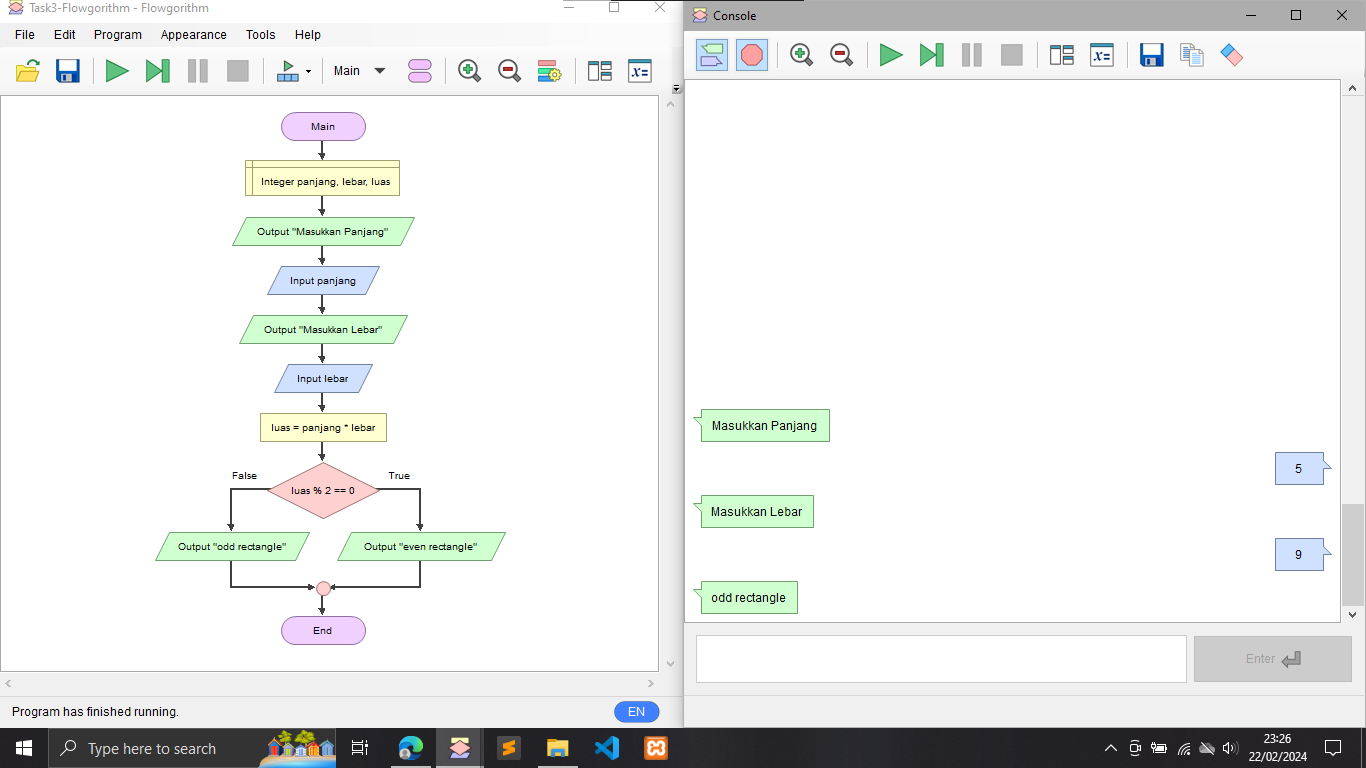 Task3-Flowgorithm - Flowgorithm
File Edit Program Appearance Tools Help
Main
x=
Main
Integer panjang, lebar, luas
Output "Masukkan Panjang"
Input panjang
Output "Masukkan Lebar"
Input lebar
luas = panjang * lebar
False
True
luas % 2 == 0
Output "odd rectangle"
Output "even rectangle"
End
Program has finished running.
EN
Console
x=
Masukkan Panjang
5
Masukkan Lebar
9
odd rectangle
Enter
Type here to search
23:26
22/02/2024